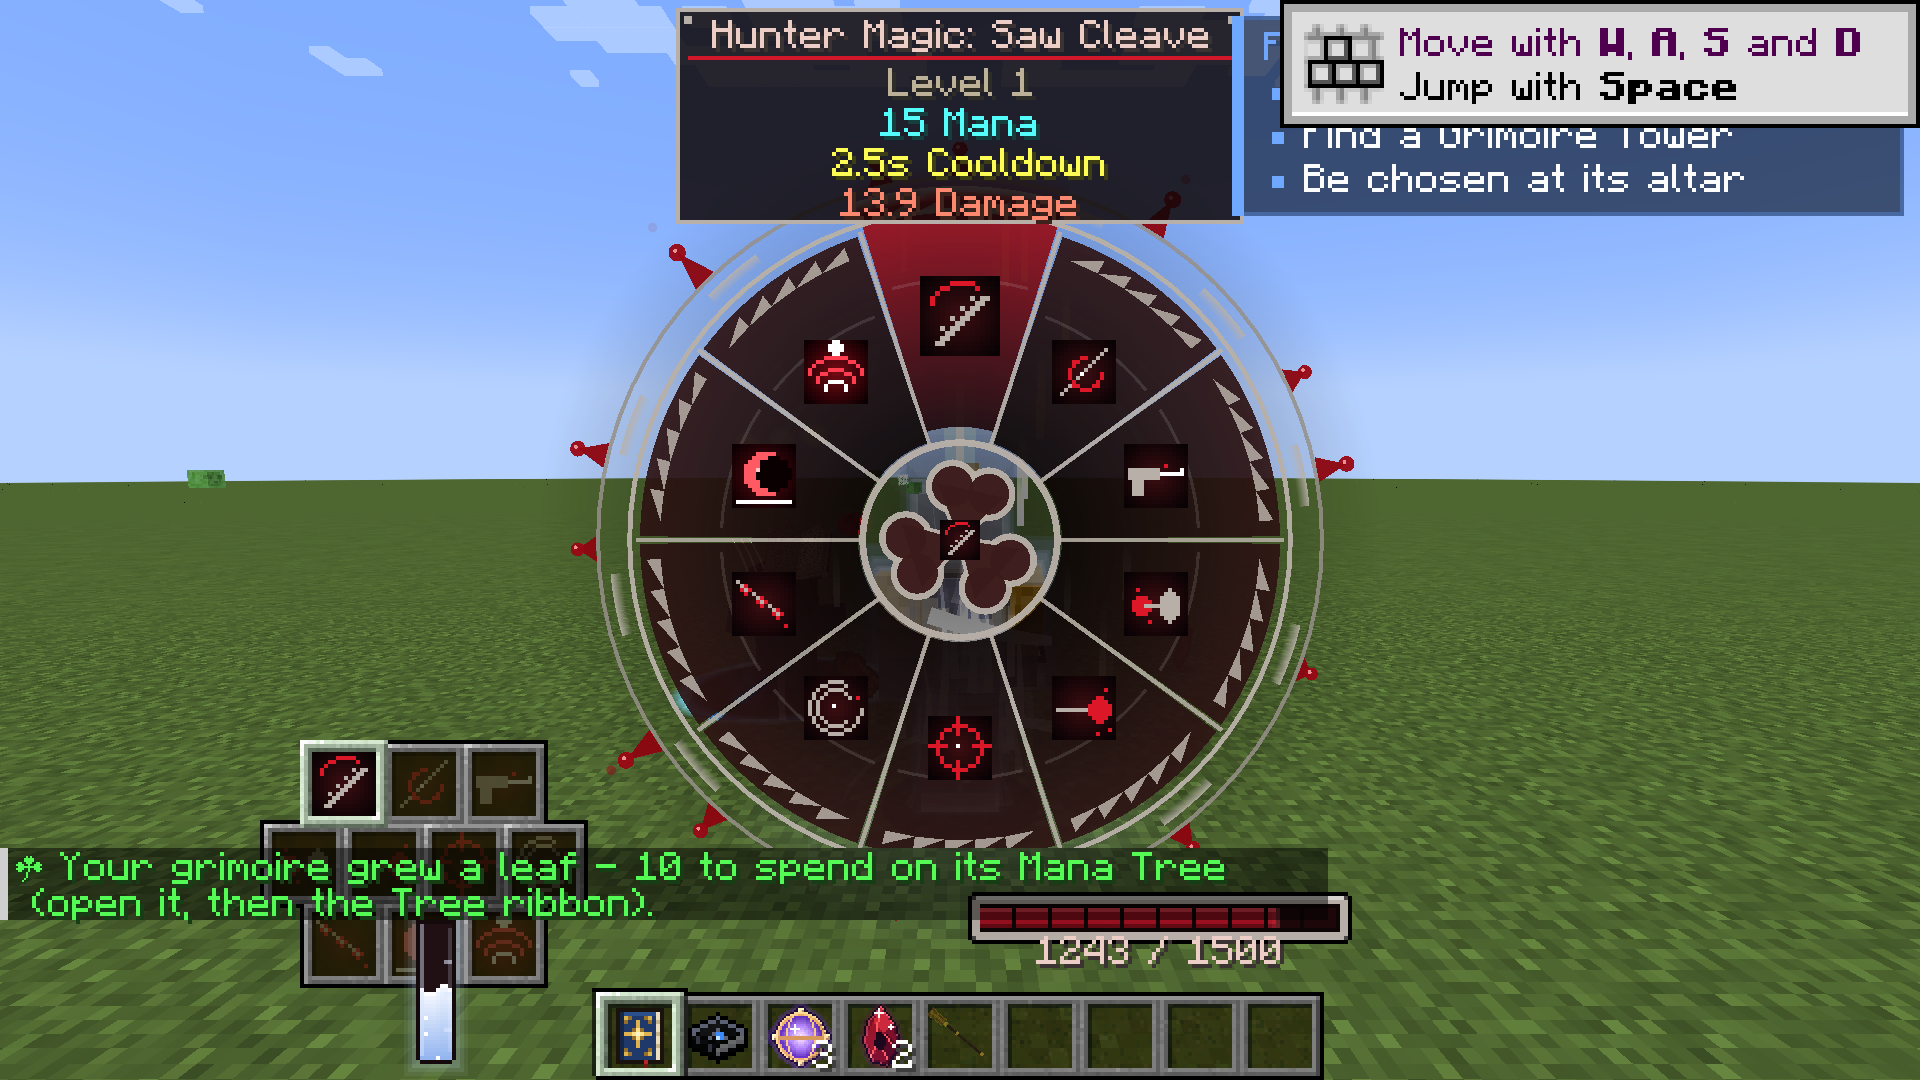 Hunter Magic: Saw Cleave
Level 1
15 Mana
2.5s Cooldown
13.9 Damage
Move with W, A, S and D
Jump with Space
Find a Grimoire Tower
Be chosen at its altar
☘ Your grimoire grew a leaf – 10 to spend on its Mana Tree
(open it, then the Tree ribbon).
1243 / 1500
3
2